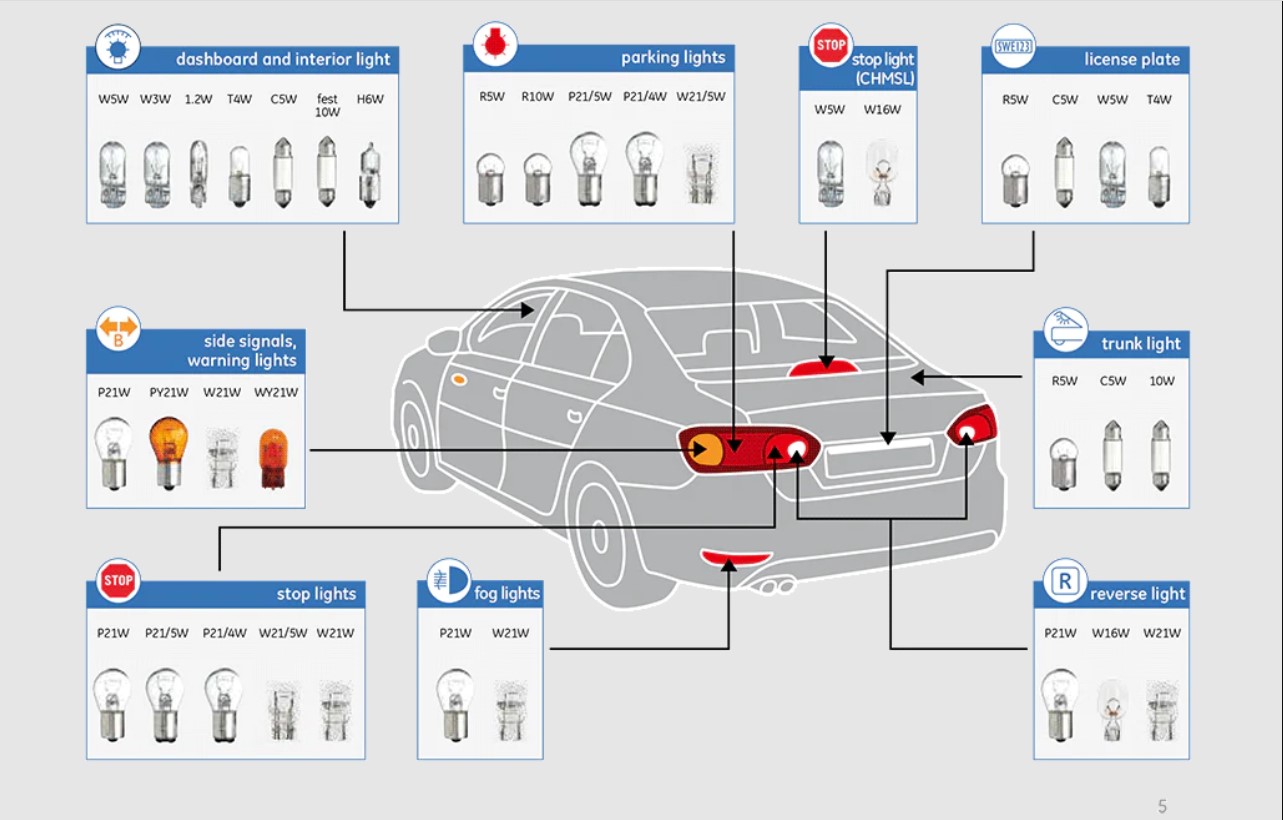 dashboard and interior light
W5W W3W 1.2W T4W C5W fest H6W
10W
parking lights
R5W R10W P21/5W P21/4W W21/5W
STOP
stop light
(CHMSL)
W5W W16W
SWE123
license plate
R5W C5W W5W T4W
B
side signals,
warning lights
P21W PY21W W21W WY21W
trunk light
R5W C5W 10W
STOP
stop lights
P21W P21/5W P21/4W W21/5W W21W
fog lights
P21W W21W
R
reverse light
P21W W16W W21W
5